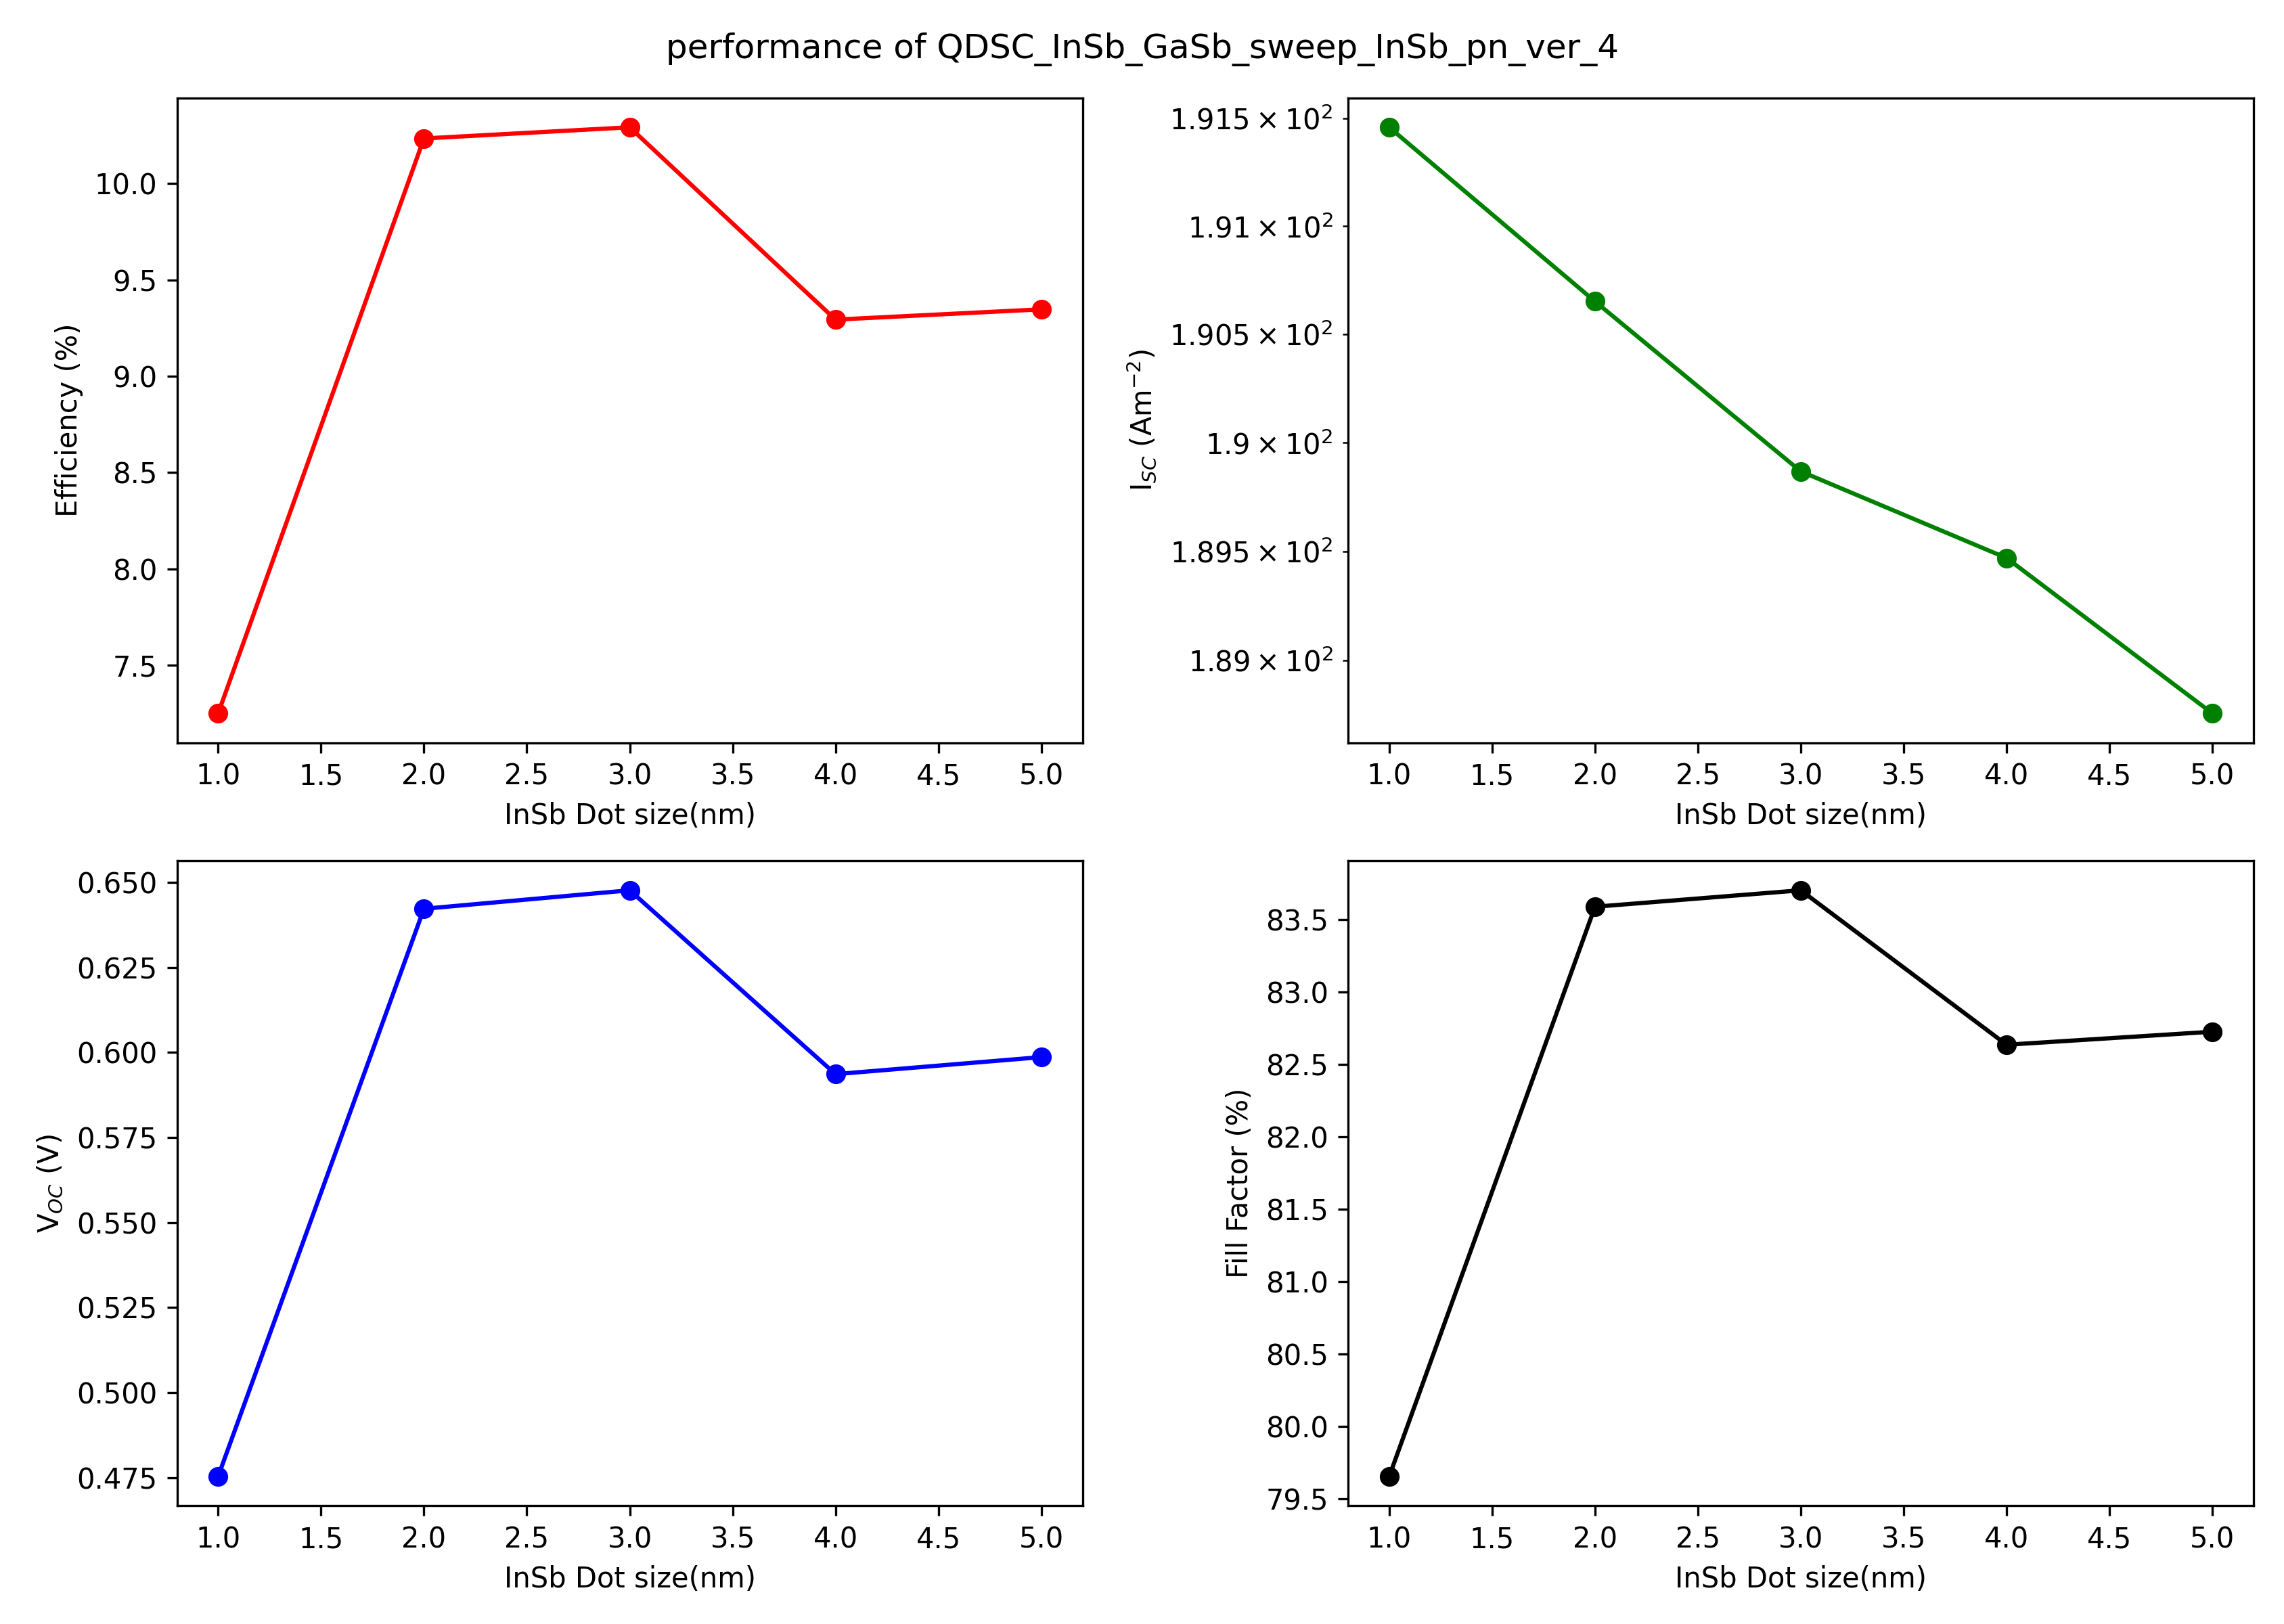 performance of QDSC_InSb_GaSb_sweep_InSb_pn_ver_4
Efficiency (%)
10.0
9.5
9.0
8.5
8.0
7.5
1.0 1.5 2.0 2.5 3.0 3.5 4.0 4.5 5.0
InSb Dot size(nm)
I_SC (Am⁻²)
1.915 × 10²
1.91 × 10²
1.905 × 10²
1.9 × 10²
1.895 × 10²
1.89 × 10²
1.0 1.5 2.0 2.5 3.0 3.5 4.0 4.5 5.0
InSb Dot size(nm)
V_OC (V)
0.650
0.625
0.600
0.575
0.550
0.525
0.500
0.475
1.0 1.5 2.0 2.5 3.0 3.5 4.0 4.5 5.0
InSb Dot size(nm)
Fill Factor (%)
83.5
83.0
82.5
82.0
81.5
81.0
80.5
80.0
79.5
1.0 1.5 2.0 2.5 3.0 3.5 4.0 4.5 5.0
InSb Dot size(nm)